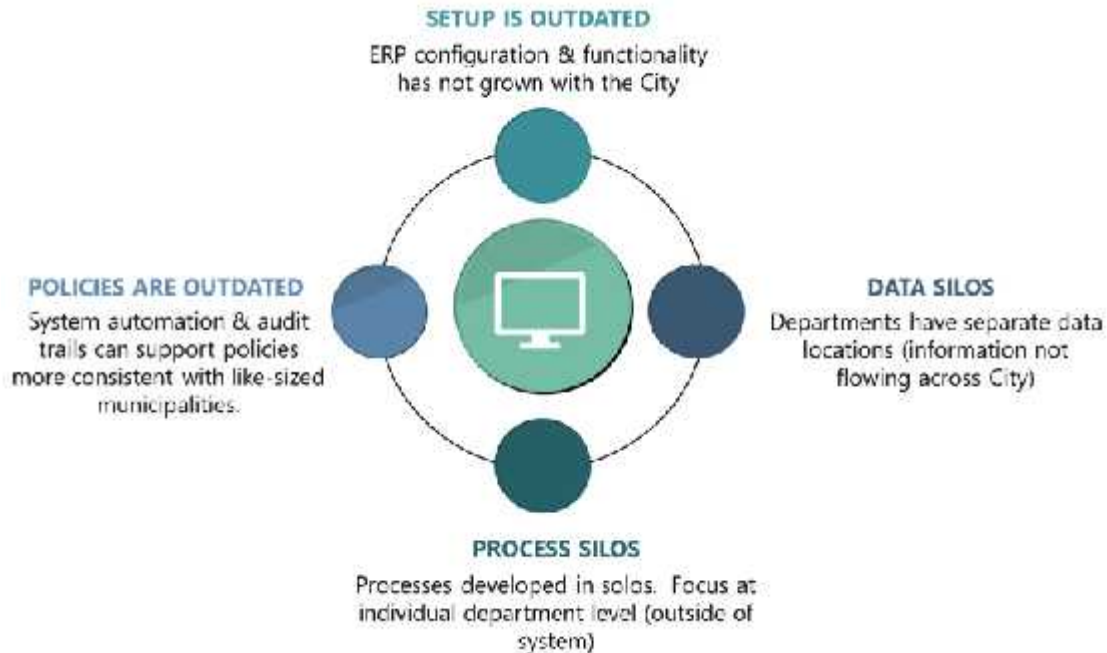 SETUP IS OUTDATED
ERP configuration & functionality
has not grown with the City
POLICIES ARE OUTDATED
System automation & audit
trails can support policies
more consistent with like-sized
municipalities.
DATA SILOS
Departments have separate data
locations (information not
flowing across City)
PROCESS SILOS
Processes developed in solos. Focus at
individual department level (outside of
system)